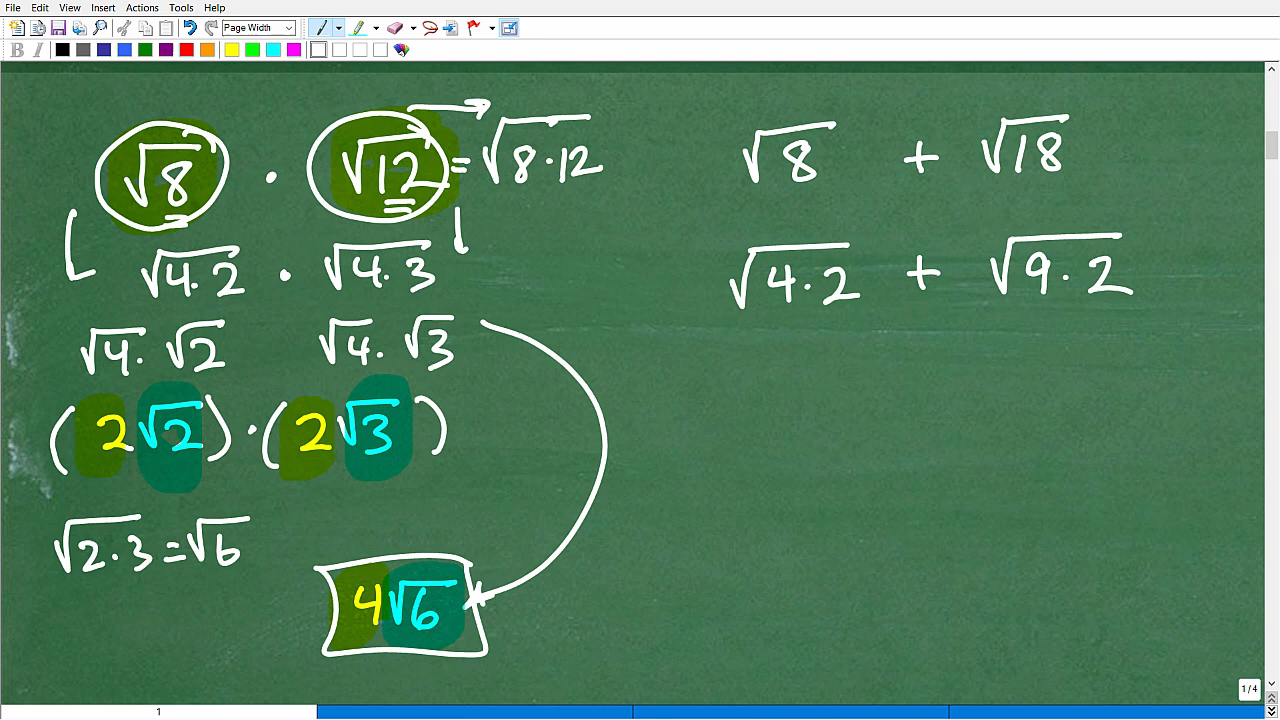 File Edit View Insert Actions Tools Help
Page Width
B I
√8 · √12 = √8·12
√4·2 · √4·3
√4 · √2 √4 · √3
(2√2) · (2√3)
√2·3 = √6
4√6
√8 + √18
√4·2 + √9·2
1/4
1